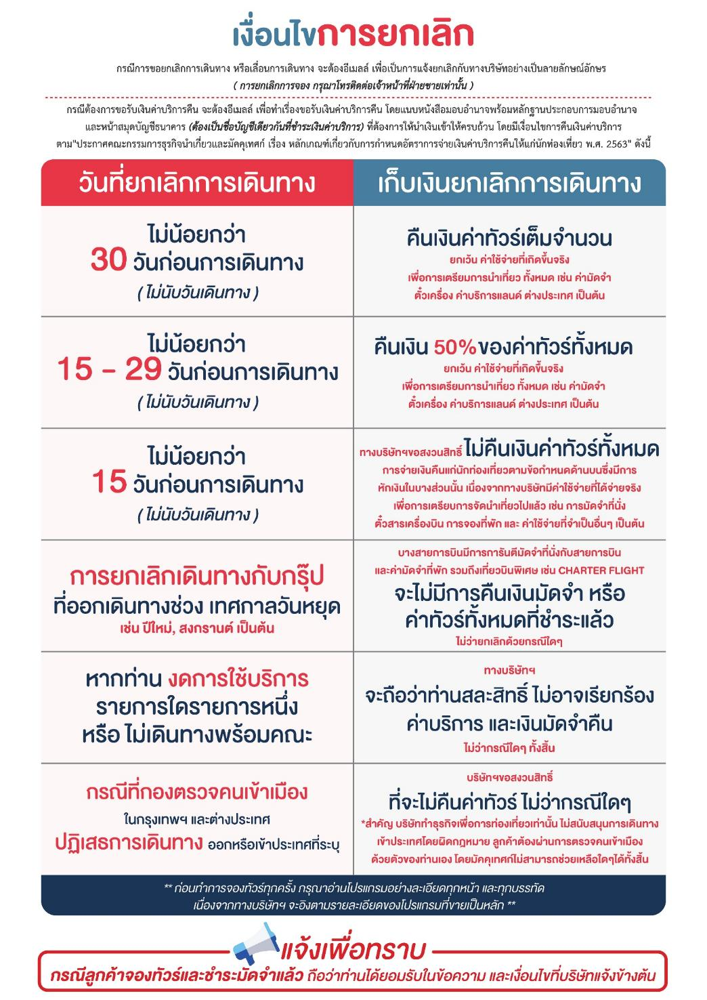 เงื่อนไขการยกเลิก
กรณีการขอยกเลิกการเดินทาง หรือเลื่อนการเดินทาง จะต้องอีเมลล์ เพื่อเป็นการแจ้งยกเลิกกับทางบริษัทอย่างเป็นลายลักษณ์อักษร
( การยกเลิกการจอง กรุณาโทรติดต่อเจ้าหน้าที่ฝ่ายขายเท่านั้น )
กรณีต้องการขอรับเงินค่าบริการคืน จะต้องอีเมลล์ เพื่อทำเรื่องขอรับเงินค่าบริการคืน โดยแนบหนังสือมอบอำนาจพร้อมหลักฐานประกอบการมอบอำนาจ
และหน้าสมุดบัญชีธนาคาร (ต้องเป็นชื่อบัญชีเดียวกันที่ชำระเงินค่าบริการ) ที่ต้องการให้นำเงินเข้าให้ครบถ้วน โดยมีเงื่อนไขการคืนเงินค่าบริการ
ตาม"ประกาศคณะกรรมการธุรกิจนำเที่ยวและมัคคุเทศก์ เรื่อง หลักเกณฑ์เกี่ยวกับการกำหนดอัตราการจ่ายเงินค่าบริการคืนให้แก่นักท่องเที่ยว พ.ศ. 2563" ดังนี้
วันที่ยกเลิกการเดินทาง
เก็บเงินยกเลิกการเดินทาง
ไม่น้อยกว่า
30 วันก่อนการเดินทาง
( ไม่นับวันเดินทาง )
คืนเงินค่าทัวร์เต็มจำนวน
ยกเว้น ค่าใช้จ่ายที่เกิดขึ้นจริง
เพื่อการเตรียมการนำเที่ยว ทั้งหมด เช่น ค่ามัดจำ
ตั๋วเครื่อง ค่าบริการแลนด์ ต่างประเทศ เป็นต้น
ไม่น้อยกว่า
15 - 29 วันก่อนการเดินทาง
( ไม่นับวันเดินทาง )
คืนเงิน 50%ของค่าทัวร์ทั้งหมด
ยกเว้น ค่าใช้จ่ายที่เกิดขึ้นจริง
เพื่อการเตรียมการนำเที่ยว ทั้งหมด เช่น ค่ามัดจำ
ตั๋วเครื่อง ค่าบริการแลนด์ ต่างประเทศ เป็นต้น
ไม่น้อยกว่า
15 วันก่อนการเดินทาง
( ไม่นับวันเดินทาง )
ทางบริษัทฯขอสงวนสิทธิ์ ไม่คืนเงินค่าทัวร์ทั้งหมด
การจ่ายเงินคืนแก่นักท่องเที่ยวตามข้อกำหนดด้านบนซึ่งมีการ
หักเงินในบางส่วนนั้น เนื่องจากทางบริษัทมีค่าใช้จ่ายที่ได้จ่ายจริง
เพื่อการเตรียบการจัดนำเที่ยวไปแล้ว เช่น การมัดจำที่นั่ง
ตั๋วสารเครื่องบิน การจองที่พัก และ ค่าใช้จ่ายที่จำเป็นอื่นๆ เป็นต้น
การยกเลิกเดินทางกับกรุ๊ป
ที่ออกเดินทางช่วง เทศกาลวันหยุด
เช่น ปีใหม่, สงกรานต์ เป็นต้น
บางสายการบินมีการการันตีมัดจำที่นั่งกับสายการบิน
และค่ามัดจำที่พัก รวมถึงเที่ยวบินพิเศษ เช่น CHARTER FLIGHT
จะไม่มีการคืนเงินมัดจำ หรือ
ค่าทัวร์ทั้งหมดที่ชำระแล้ว
ไม่ว่ายกเลิกด้วยกรณีใดๆ
หากท่าน งดการใช้บริการ
รายการใดรายการหนึ่ง
หรือ ไม่เดินทางพร้อมคณะ
ทางบริษัทฯ
จะถือว่าท่านสละสิทธิ์ ไม่อาจเรียกร้อง
ค่าบริการ และเงินมัดจำคืน
ไม่ว่ากรณีใดๆ ทั้งสิ้น
กรณีที่กองตรวจคนเข้าเมือง
ในกรุงเทพฯ และต่างประเทศ
ปฏิเสธการเดินทาง ออกหรือเข้าประเทศที่ระบุ
บริษัทฯขอสงวนสิทธิ์
ที่จะไม่คืนค่าทัวร์ ไม่ว่ากรณีใดๆ
*สำคัญ บริษัททำธุรกิจเพื่อการท่องเที่ยวเท่านั้น ไม่สนับสนุนการเดินทาง
เข้าประเทศโดยผิดกฎหมาย ลูกค้าต้องผ่านการตรวจคนเข้าเมือง
ด้วยตัวของท่านเอง โดยมัคคุเทศก์ไม่สามารถช่วยเหลือใดๆได้ทั้งสิ้น
** ก่อนทำการจองทัวร์ทุกครั้ง กรุณาอ่านโปรแกรมอย่างละเอียดทุกหน้า และทุกบรรทัด
เนื่องจากทางบริษัทฯ จะอิงตามรายละเอียดของโปรแกรมที่ขายเป็นหลัก **
แจ้งเพื่อทราบ
กรณีลูกค้าจองทัวร์และชำระมัดจำแล้ว ถือว่าท่านได้ยอมรับในข้อความ และเงื่อนไขที่บริษัทแจ้งข้างต้น